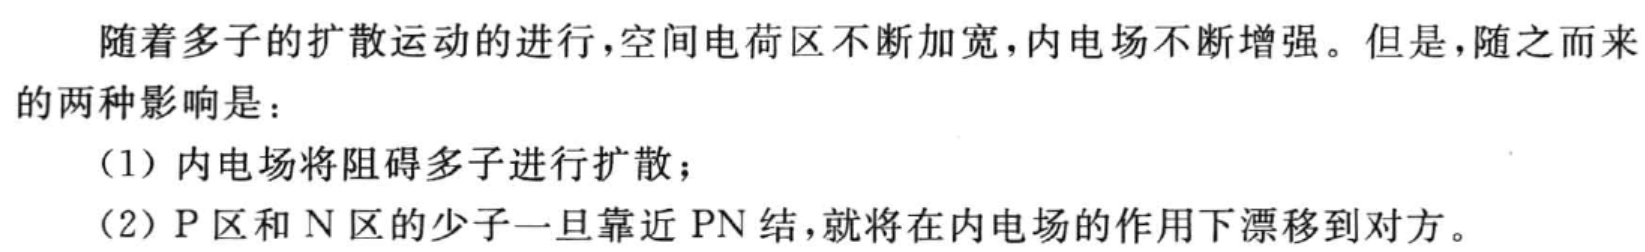 随着多子的扩散运动的进行,空间电荷区不断加宽,内电场不断增强。但是,随之而来
的两种影响是:
(1) 内电场将阻碍多子进行扩散;
(2) P 区和 N 区的少子一旦靠近 PN 结,就将在内电场的作用下漂移到对方。